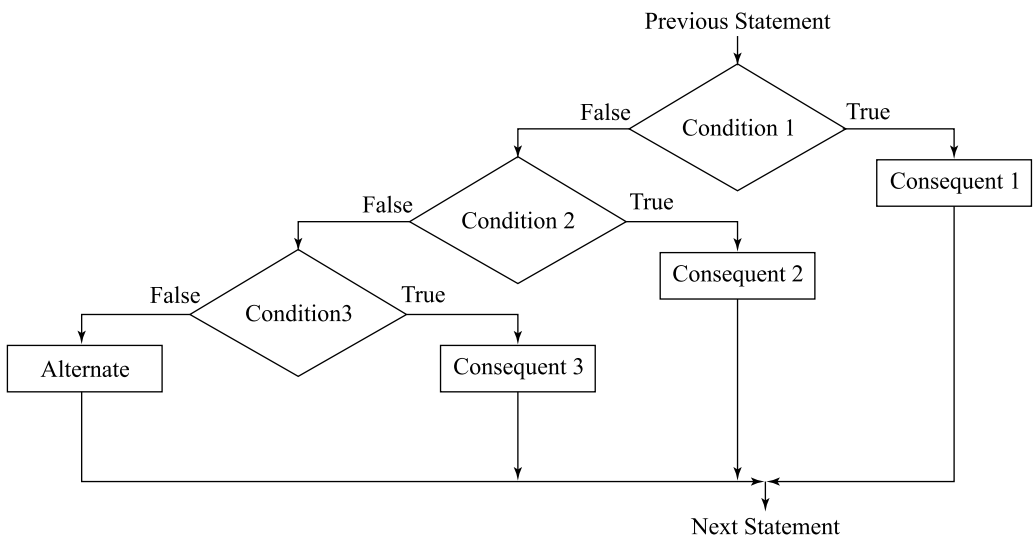 Previous Statement
False
True
Condition 1
Consequent 1
False
True
Condition 2
Consequent 2
False
True
Condition3
Alternate
Consequent 3
Next Statement